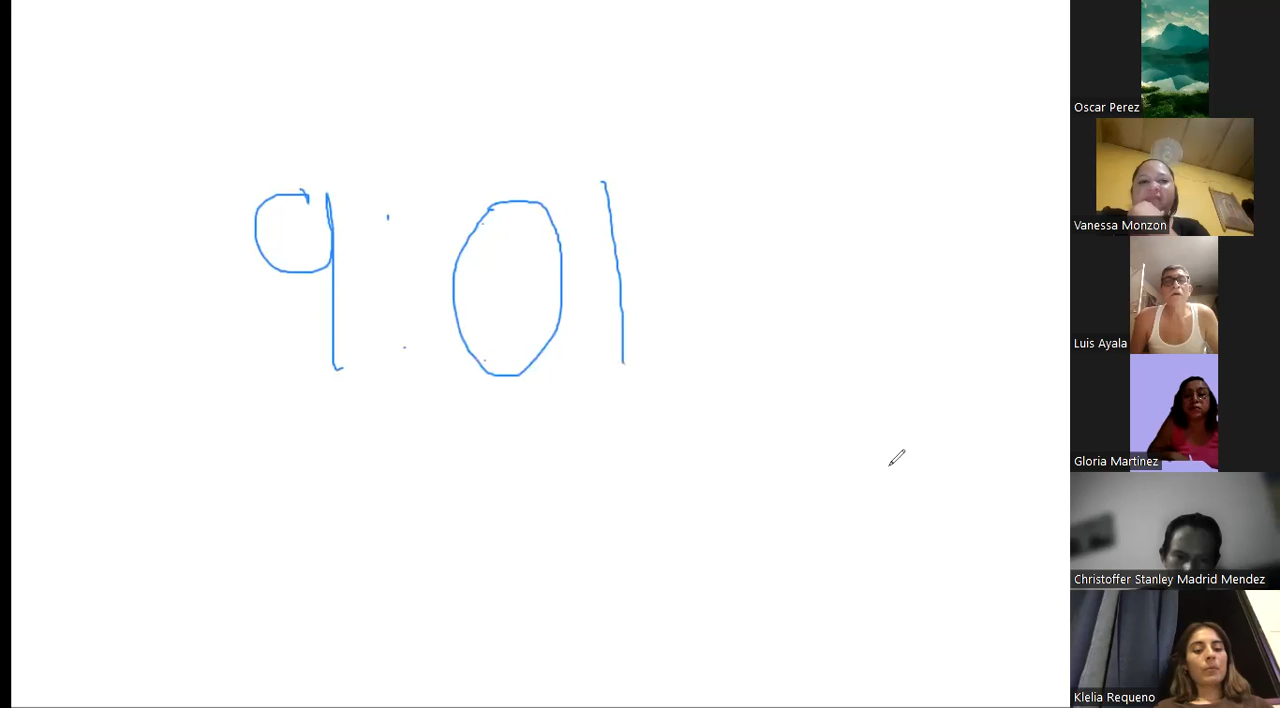 9:01
Oscar Perez
Vanessa Monzon
Luis Ayala
Gloria Martinez
Christoffer Stanley Madrid Mendez
Klelia Requeno